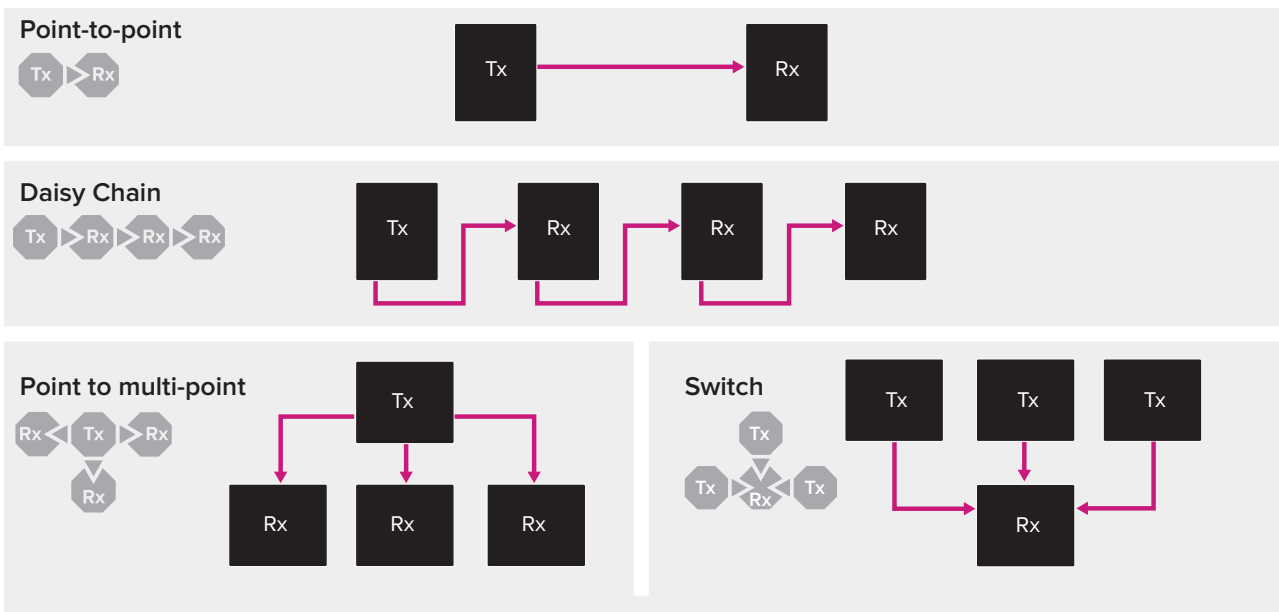 Point-to-point
Tx Rx
Tx Rx
Daisy Chain
Tx Rx Rx Rx
Tx Rx Rx Rx
Point to multi-point
Rx Tx Rx
Rx
Tx
Rx Rx Rx
Switch
Tx
Tx Rx Tx
Tx Tx Tx
Rx